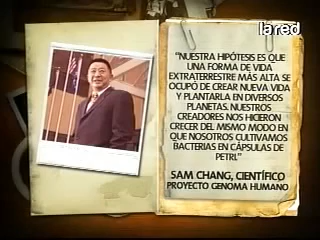 la red
"NUESTRA HIPÓTESIS ES QUE
UNA FORMA DE VIDA
EXTRATERRESTRE MÁS ALTA SE
OCUPÓ DE CREAR NUEVA VIDA
Y PLANTARLA EN DIVERSOS
PLANETAS. NUESTROS
CREADORES NOS HICIERON
CRECER DEL MISMO MODO EN
QUE NOSOTROS CULTIVAMOS
BACTERIAS EN CÁPSULAS DE
PETRI."
SAM CHANG, CIENTÍFICO
PROYECTO GENOMA HUMANO